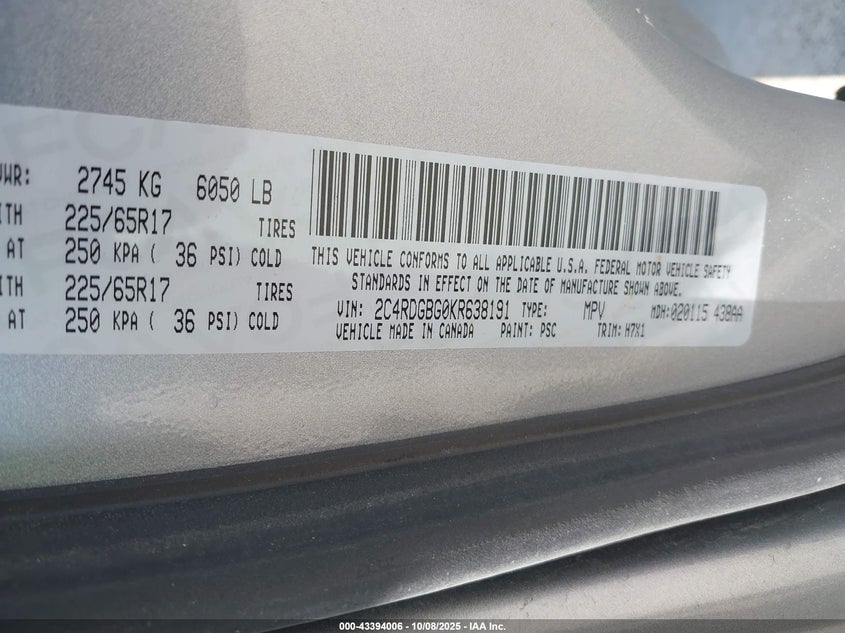 VWR: 2745 KG 6050 LB
ITH 225/65R17 TIRES
AT 250 KPA ( 36 PSI) COLD
ITH 225/65R17 TIRES
AT 250 KPA ( 36 PSI) COLD
THIS VEHICLE CONFORMS TO ALL APPLICABLE U.S.A. FEDERAL MOTOR VEHICLE SAFETY
STANDARDS IN EFFECT ON THE DATE OF MANUFACTURE SHOWN ABOVE.
VIN: 2C4RDGBG0KR638191 TYPE: MPV MDH:020115 438AA
VEHICLE MADE IN CANADA PAINT: PSC TRIM: H7X1
000-43394006 - 10/08/2025 - IAA Inc.